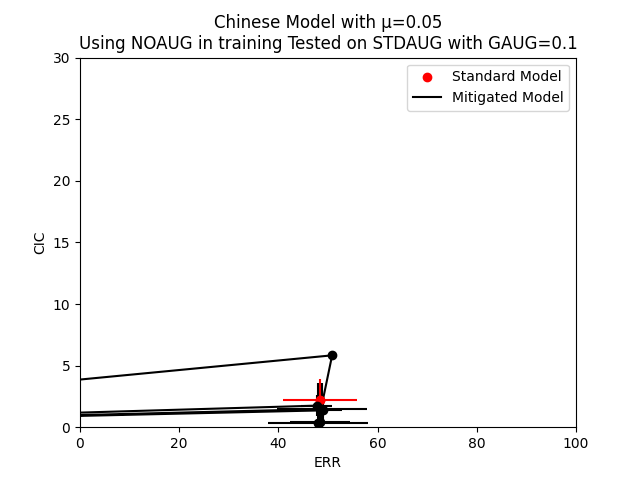 Chinese Model with μ=0.05
Using NOAUG in training Tested on STDAUG with GAUG=0.1
Standard Model
Mitigated Model
CIC
30
25
20
15
10
5
0
0 20 40 60 80 100
ERR